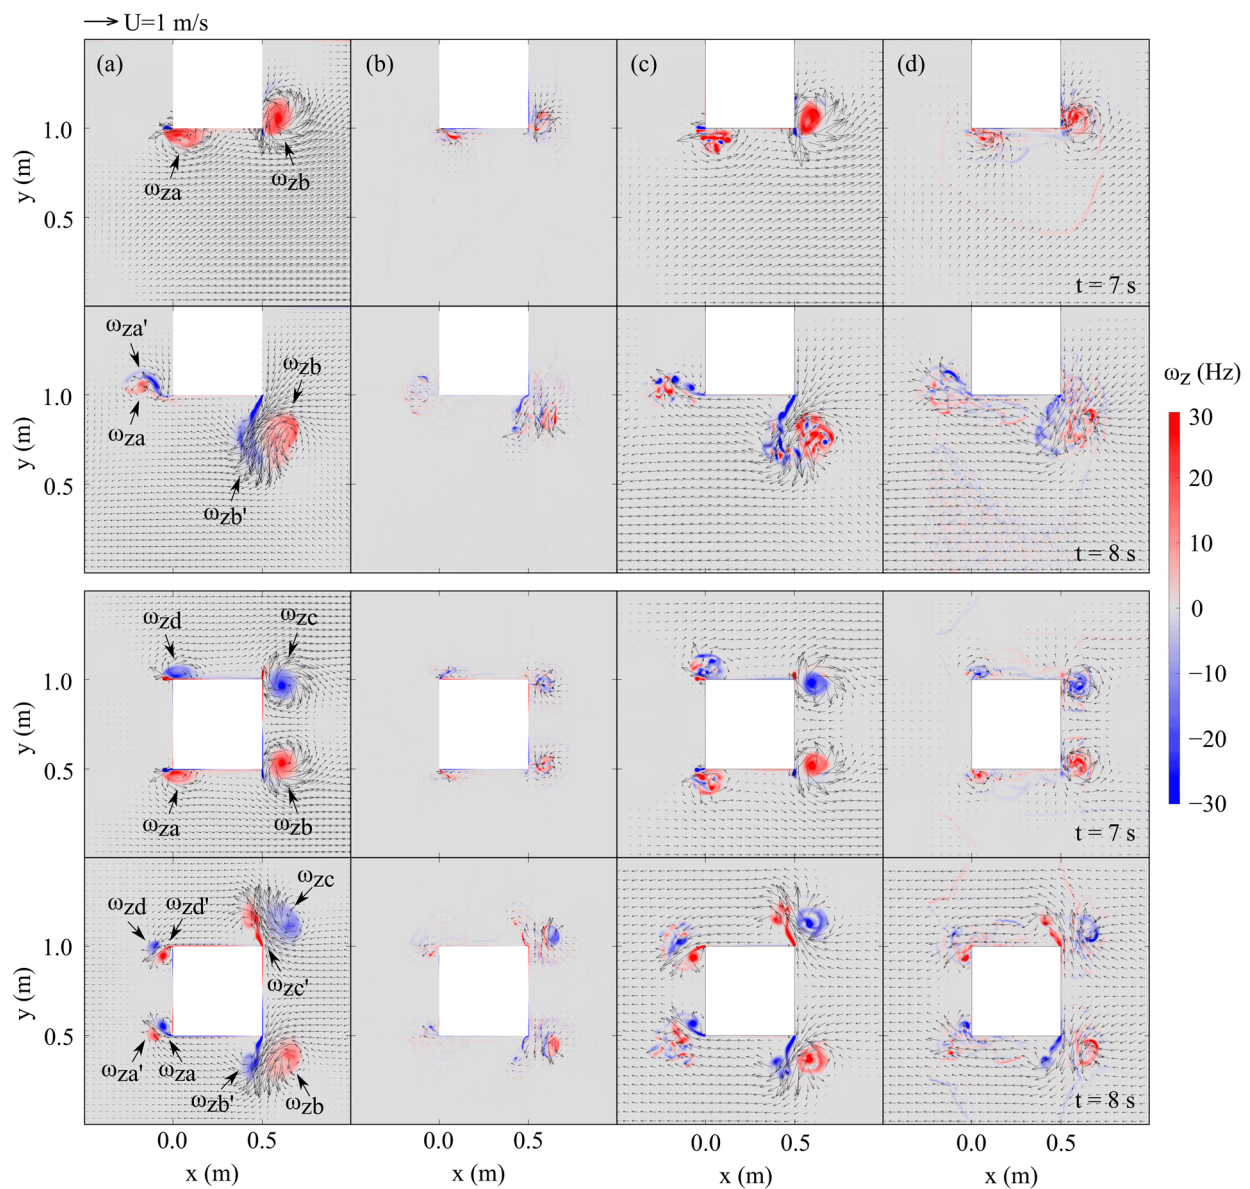 U=1 m/s
(a) (b) (c) (d)
1.0
ωza ωzb
y (m)
0.5
t = 7 s
ωza'
ωzb
1.0
ωza
y (m)
0.5
ωzb'
t = 8 s
ωz (Hz)
30
20
10
0
−10
−20
−30
ωzd ωzc
1.0
y (m)
0.5
ωza ωzb
t = 7 s
ωzc
ωzd ωzd'
1.0
ωzc'
y (m)
0.5
ωza' ωza
ωzb' ωzb
t = 8 s
0.0 0.5 0.0 0.5 0.0 0.5 0.0 0.5
x (m) x (m) x (m) x (m)